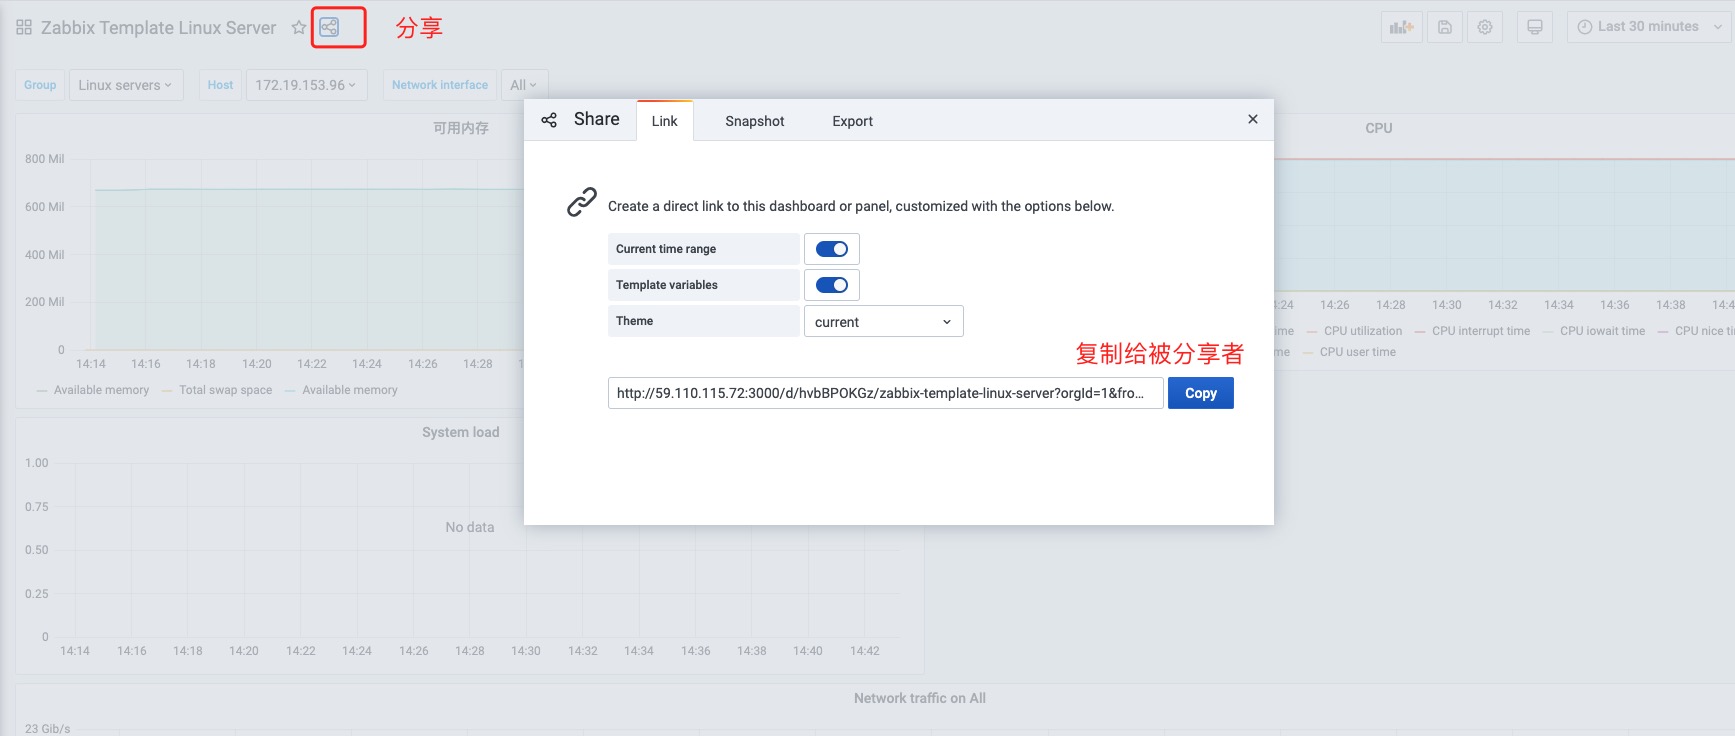 Zabbix Template Linux Server
分享
Last 30 minutes
Group
Linux servers
Host
172.19.153.96
Network interface
All
Share
Link
Snapshot
Export
可用内存
CPU
800 Mil
600 Mil
400 Mil
200 Mil
0
14:14 14:16 14:18 14:20 14:22 14:24 14:26 14:28
Available memory Total swap space Available memory
Create a direct link to this dashboard or panel, customized with the options below.
Current time range
Template variables
Theme
current
复制给被分享者
http://59.110.115.72:3000/d/hvbBPOKGz/zabbix-template-linux-server?orgId=1&fro...
Copy
:24 14:26 14:28 14:30 14:32 14:34 14:36 14:38 14:4
ime CPU utilization CPU interrupt time CPU iowait time CPU nice ti
me CPU user time
System load
1.00
0.75
0.50
0.25
0
No data
14:14 14:16 14:18 14:20 14:22 14:24 14:26 14:28 14:30 14:32 14:34 14:36 14:38 14:40 14:42
Network traffic on All
23 Gib/s